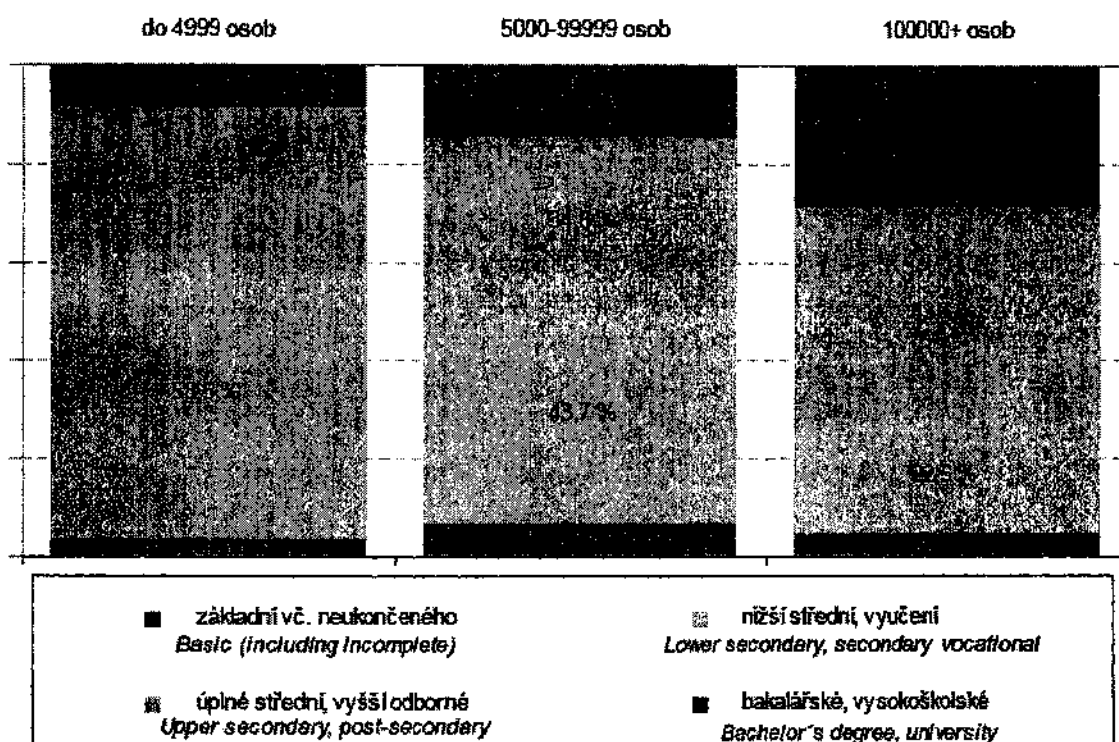 do 4999 osob
5000-99999 osob
100000+ osob
43,7 %
základní vč. neukončeného
Basic (including incomplete)
nižší střední, vyučení
Lower secondary, secondary vocational
úplné střední, vyšší odborné
Upper secondary, post-secondary
bakalářské, vysokoškolské
Bachelor´s degree, university